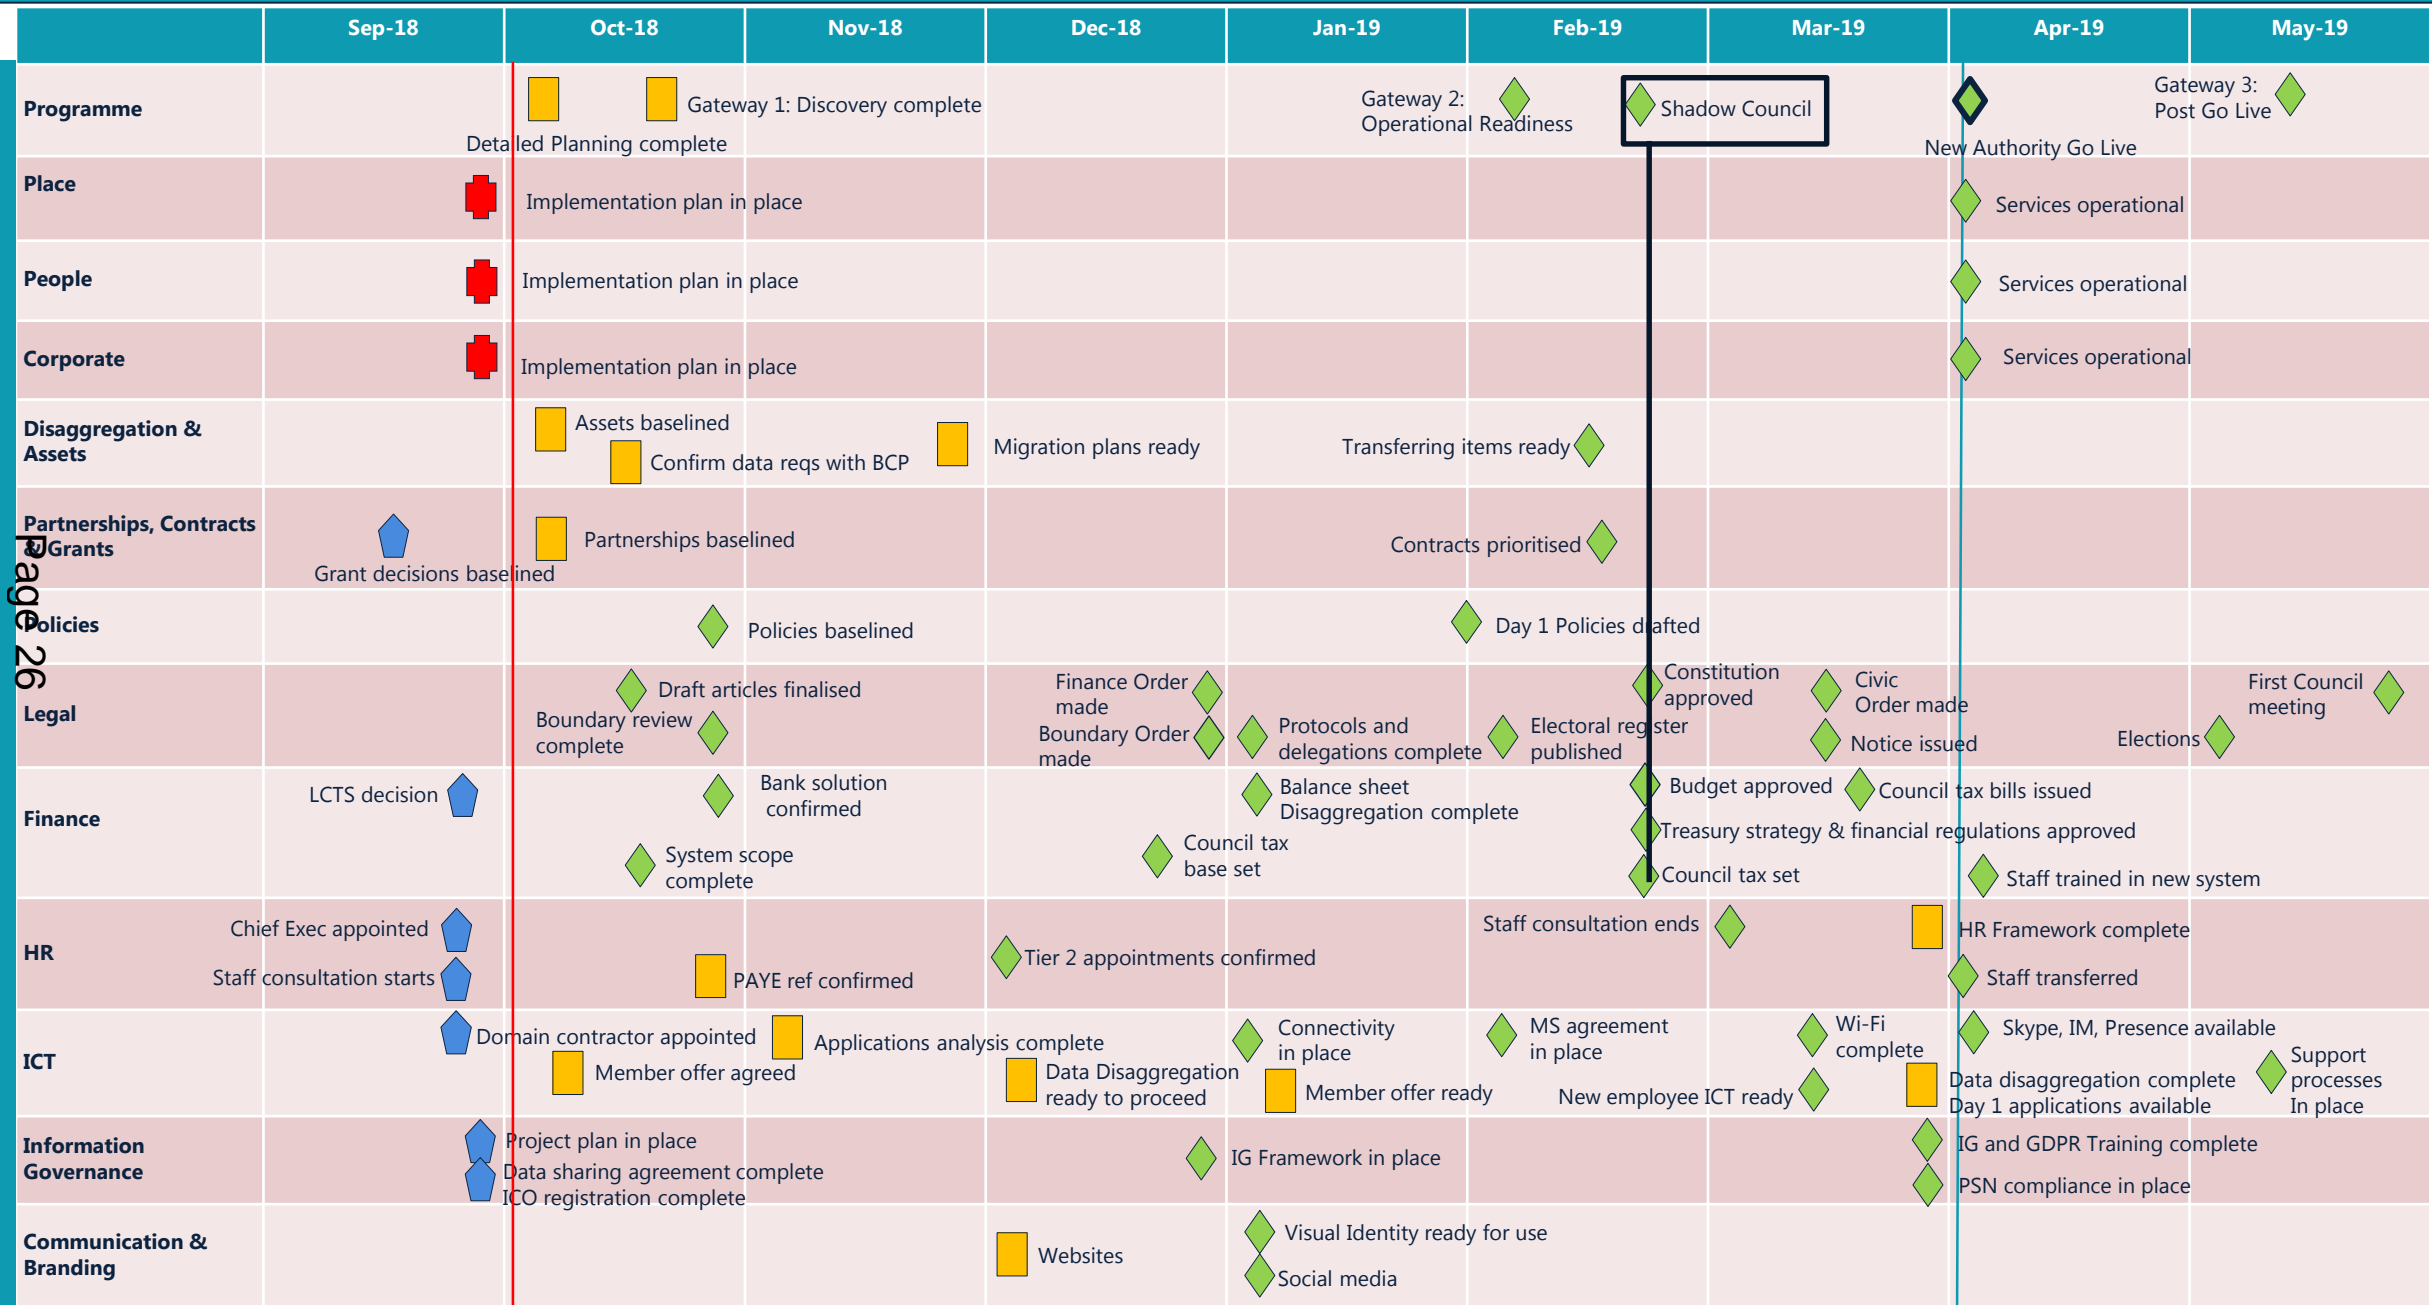 Sep-18 Oct-18 Nov-18 Dec-18 Jan-19 Feb-19 Mar-19 Apr-19 May-19
Programme
Gateway 1: Discovery complete
Detailed Planning complete
Gateway 2:
Operational Readiness
Shadow Council
New Authority Go Live
Gateway 3:
Post Go Live
Place
Implementation plan in place
Services operational
People
Implementation plan in place
Services operational
Corporate
Implementation plan in place
Services operational
Disaggregation &
Assets
Assets baselined
Confirm data reqs with BCP
Migration plans ready
Transferring items ready
Partnerships, Contracts
& Grants
Grant decisions baselined
Partnerships baselined
Contracts prioritised
Page 26
Policies
Policies baselined
Day 1 Policies drafted
Legal
Draft articles finalised
Boundary review
complete
Finance Order
made
Boundary Order
made
Protocols and
delegations complete
Electoral register
published
Constitution
approved
Civic
Order made
Notice issued
Elections
First Council
meeting
Finance
LCTS decision
Bank solution
confirmed
System scope
complete
Council tax
base set
Balance sheet
Disaggregation complete
Budget approved
Council tax bills issued
Treasury strategy & financial regulations approved
Council tax set
Staff trained in new system
HR
Chief Exec appointed
Staff consultation starts
PAYE ref confirmed
Tier 2 appointments confirmed
Staff consultation ends
HR Framework complete
Staff transferred
ICT
Domain contractor appointed
Member offer agreed
Applications analysis complete
Data Disaggregation
ready to proceed
Connectivity
in place
Member offer ready
MS agreement
in place
New employee ICT ready
Wi-Fi
complete
Skype, IM, Presence available
Data disaggregation complete
Day 1 applications available
Support
processes
In place
Information
Governance
Project plan in place
Data sharing agreement complete
ICO registration complete
IG Framework in place
IG and GDPR Training complete
PSN compliance in place
Communication &
Branding
Websites
Visual Identity ready for use
Social media